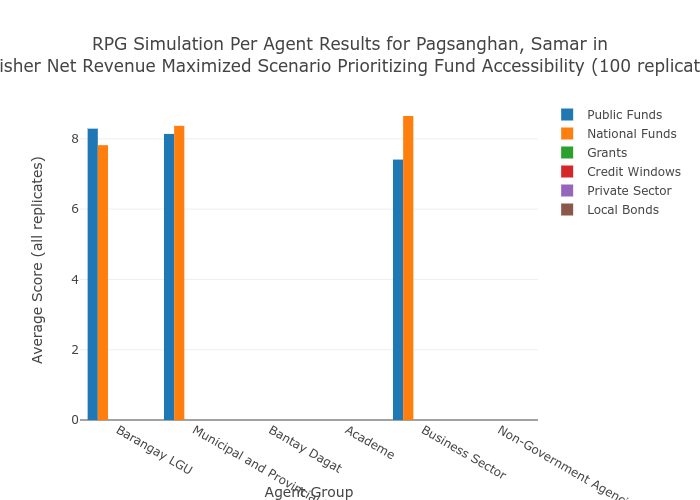 RPG Simulation Per Agent Results for Pagsanghan, Samar in
isher Net Revenue Maximized Scenario Prioritizing Fund Accessibility (100 replicat
Public Funds
National Funds
Grants
Credit Windows
Private Sector
Local Bonds
Average Score (all replicates)
8
6
4
2
0
Barangay LGU
Municipal and Provincial
Bantay Dagat
Academe
Business Sector
Non-Government Agenc
Agent Group